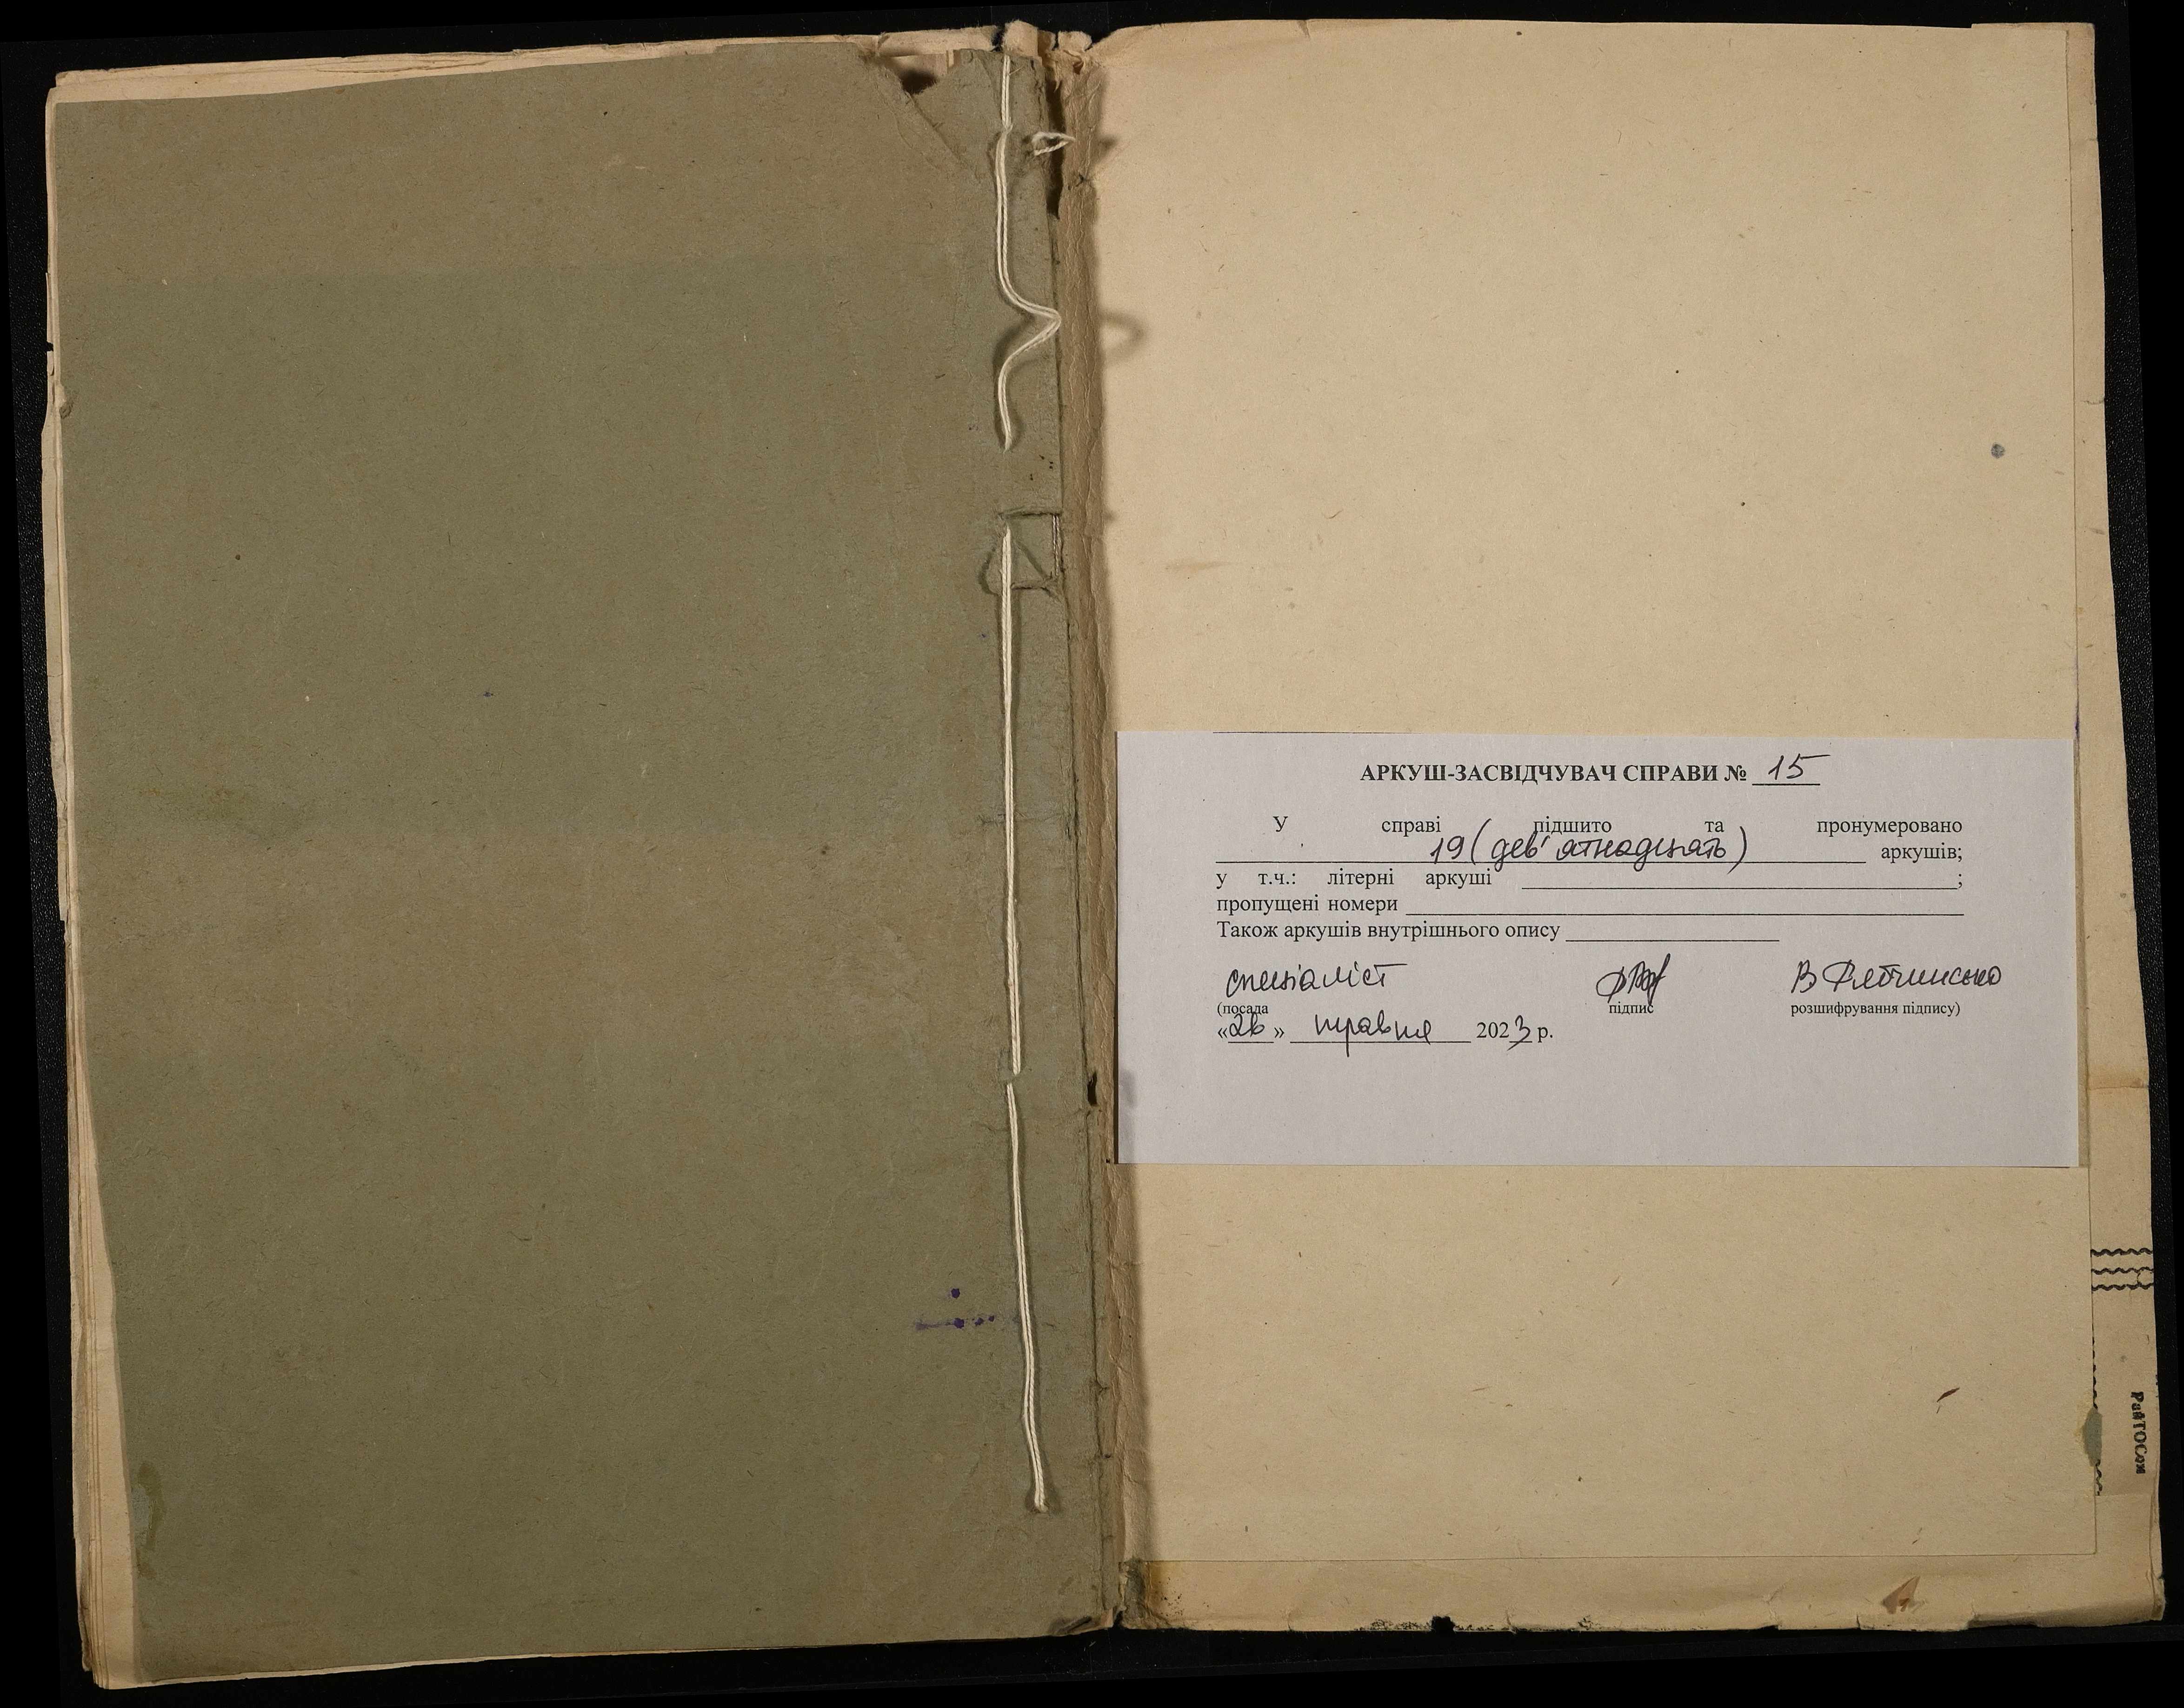 АРКУШ-ЗАСВІДЧУВАЧ СПРАВИ № 15
У справі підшито та пронумеровано
19 (дев'ятнадцять) аркушів;
у т.ч.: літерні аркуші ;
пропущені номери
Також аркушів внутрішнього опису
спеціаліст
(посада підпис розшифрування підпису)
«26» травня 2023 р.
РайТОСом